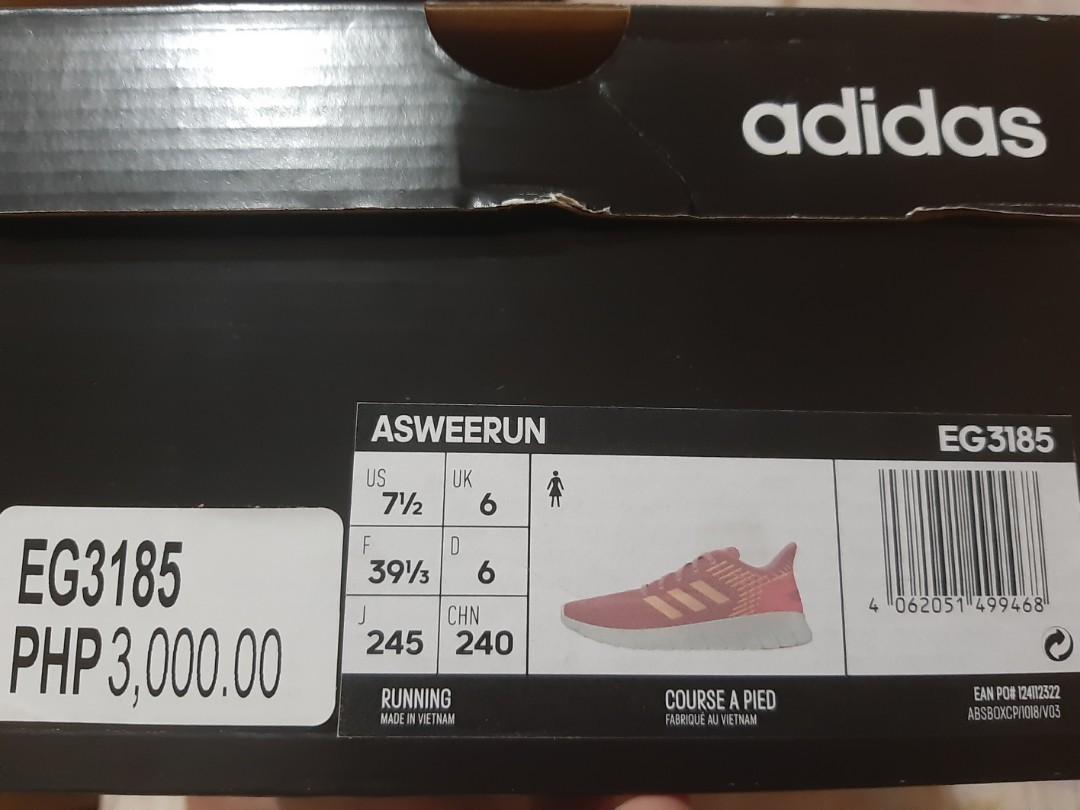 adidas
ASWEERUN
EG3185
US 7½
UK 6
F 39⅓
D 6
J 245
CHN 240
4 062051 499468
EG3185
PHP 3,000.00
RUNNING
MADE IN VIETNAM
COURSE A PIED
FABRIQUÉ AU VIETNAM
EAN PO# 124112322
ABSBOXCP/1018/V03